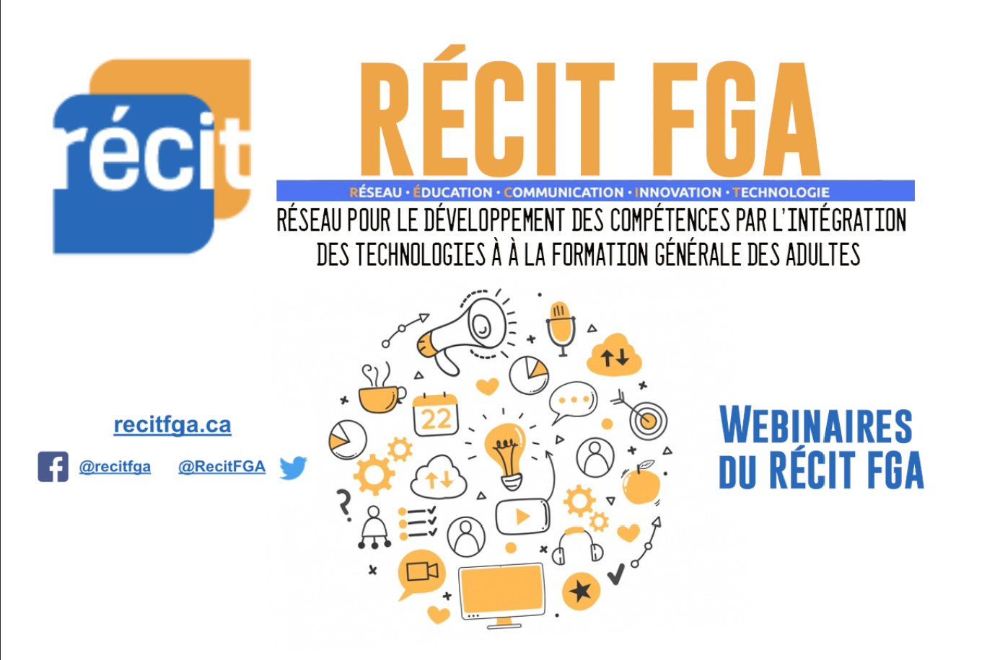 récit
RÉCIT FGA
RÉSEAU · ÉDUCATION · COMMUNICATION · INNOVATION · TECHNOLOGIE
RÉSEAU POUR LE DÉVELOPPEMENT DES COMPÉTENCES PAR L'INTÉGRATION
DES TECHNOLOGIES À À LA FORMATION GÉNÉRALE DES ADULTES
22
recitfga.ca
@recitfga @RecitFGA
WEBINAIRES
DU RÉCIT FGA